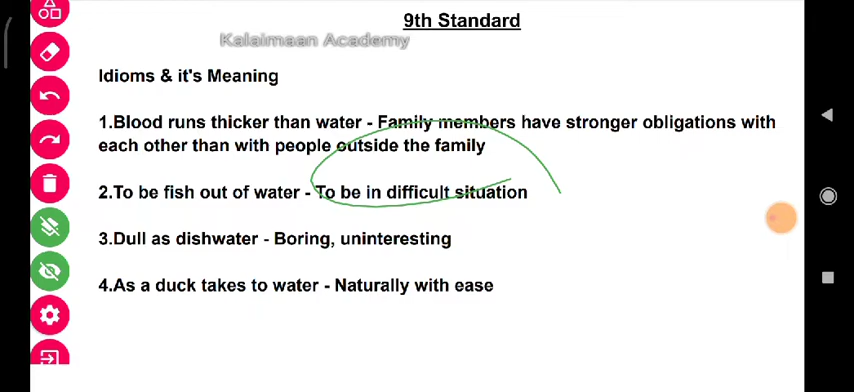 9th Standard
Kalaimaan Academy
Idioms & it's Meaning
1.Blood runs thicker than water - Family members have stronger obligations with
each other than with people outside the family
2.To be fish out of water - To be in difficult situation
3.Dull as dishwater - Boring, uninteresting
4.As a duck takes to water - Naturally with ease